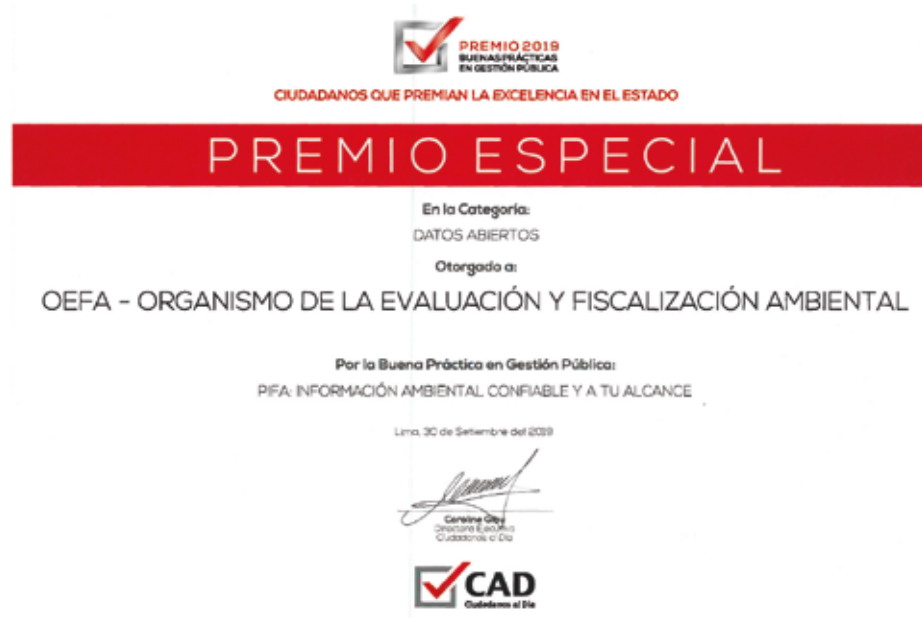 PREMIO 2019
BUENAS PRÁCTICAS
EN GESTIÓN PÚBLICA
CIUDADANOS QUE PREMIAN LA EXCELENCIA EN EL ESTADO
PREMIO ESPECIAL
En la Categoría:
DATOS ABIERTOS
Otorgado a:
OEFA - ORGANISMO DE LA EVALUACIÓN Y FISCALIZACIÓN AMBIENTAL
Por la Buena Práctica en Gestión Pública:
PIFA: INFORMACIÓN AMBIENTAL CONFIABLE Y A TU ALCANCE
Lima, 30 de Setiembre del 2019
Caroline Gibu
Directora Ejecutiva
Ciudadanos al Día
CAD
Ciudadanos al Día